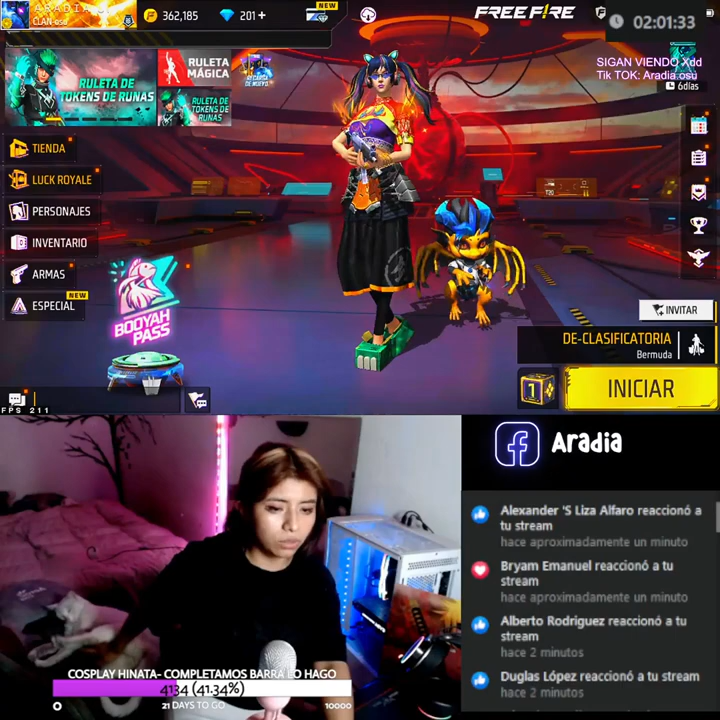 ARADIA
CLAN-osu
362,185
201 +
NEW
FREE FIRE
02:01:33
SIGAN VIENDO Xdd
Tik TOK: Aradia.osu
6días
RULETA DE
TOKENS DE RUNAS
RULETA
MÁGICA
RULETA DE
TOKENS DE
RUNAS
TIENDA
LUCK ROYALE
PERSONAJES
INVENTARIO
ARMAS
NEW
ESPECIAL
BOOYAH
PASS
INVITAR
DE-CLASIFICATORIA
Bermuda
1
INICIAR
FPS 211
Aradia
Alexander 'S Liza Alfaro reaccionó a
tu stream
hace aproximadamente un minuto
Bryam Emanuel reaccionó a tu
stream
hace aproximadamente un minuto
Alberto Rodriguez reaccionó a tu
stream
hace 2 minutos
Duglas López reaccionó a tu stream
hace 2 minutos
COSPLAY HINATA- COMPLETAMOS BARRA LO HAGO
4134 (41.34%)
0
21 DAYS TO GO
10000